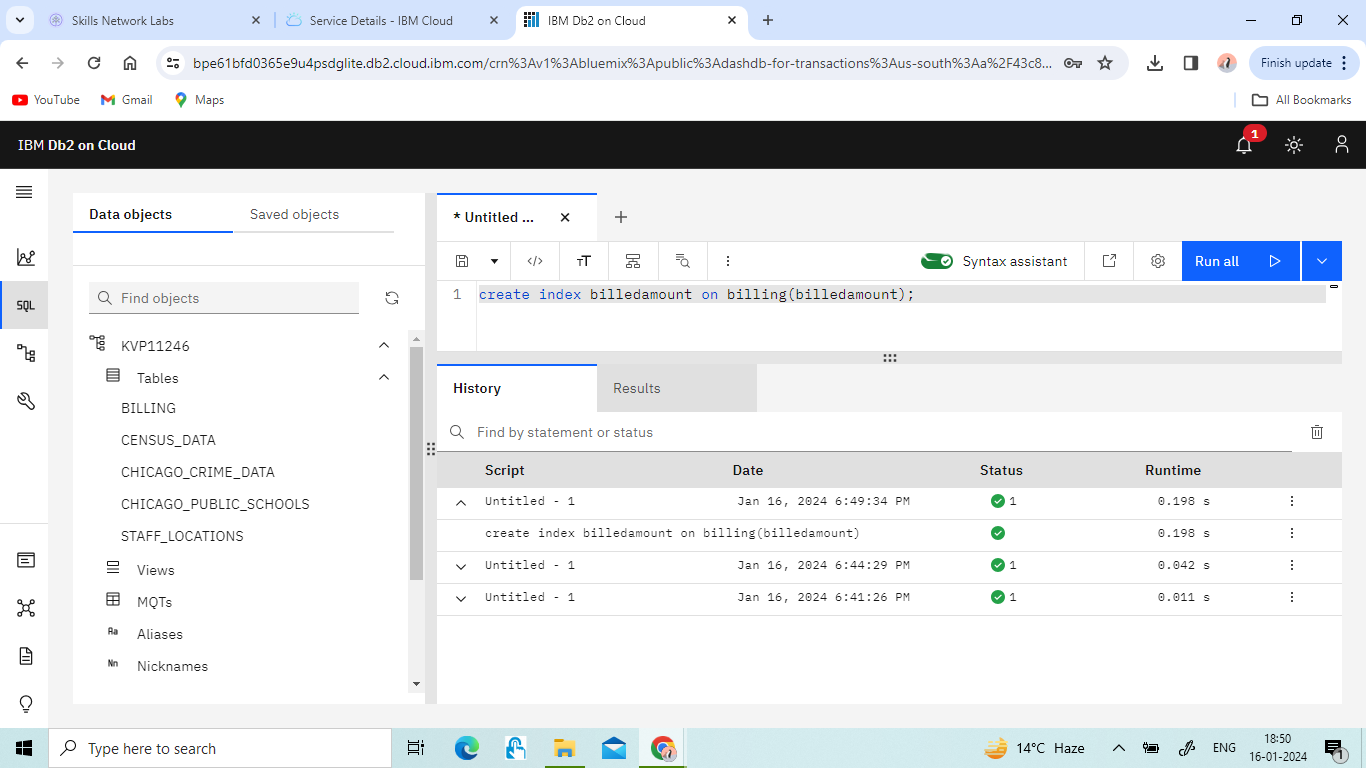 Skills Network Labs
Service Details - IBM Cloud
IBM Db2 on Cloud
bpe61bfd0365e9u4psdglite.db2.cloud.ibm.com/crn%3Av1%3Abluemix%3Apublic%3Adashdb-for-transactions%3Aus-south%3Aa%2F43c8...
Finish update
YouTube
Gmail
Maps
All Bookmarks
IBM Db2 on Cloud
1
Data objects
Saved objects
* Untitled ...
</>
TT
Syntax assistant
Run all
SQL
Find objects
1 create index billedamount on billing(billedamount);
KVP11246
Tables
BILLING
CENSUS_DATA
CHICAGO_CRIME_DATA
CHICAGO_PUBLIC_SCHOOLS
STAFF_LOCATIONS
Views
MQTs
Aa Aliases
Nn Nicknames
History
Results
Find by statement or status
Script Date Status Runtime
Untitled - 1 Jan 16, 2024 6:49:34 PM 1 0.198 s
create index billedamount on billing(billedamount) 0.198 s
Untitled - 1 Jan 16, 2024 6:44:29 PM 1 0.042 s
Untitled - 1 Jan 16, 2024 6:41:26 PM 1 0.011 s
Type here to search
14°C Haze
ENG
18:50
16-01-2024
1